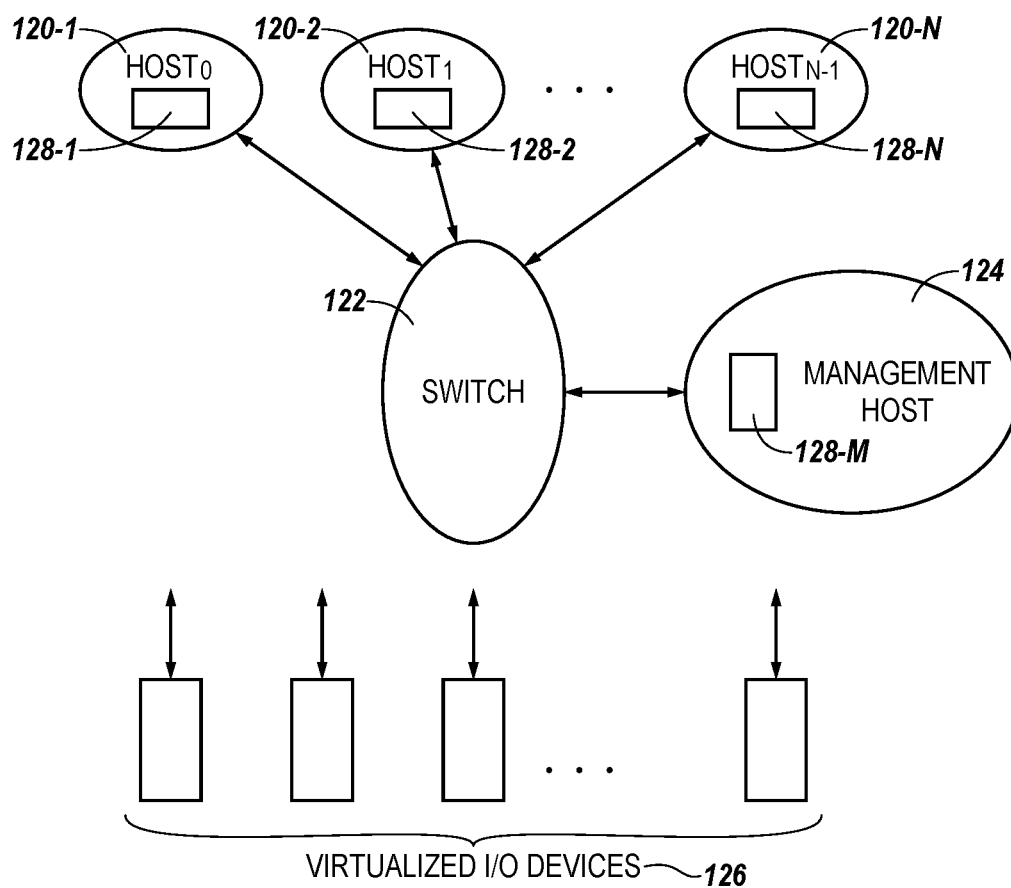 120-1
HOST0
128-1
120-2
HOST1
128-2
. . .
120-N
HOSTN-1
128-N
122
SWITCH
124
MANAGEMENT
HOST
128-M
. . .
VIRTUALIZED I/O DEVICES
126